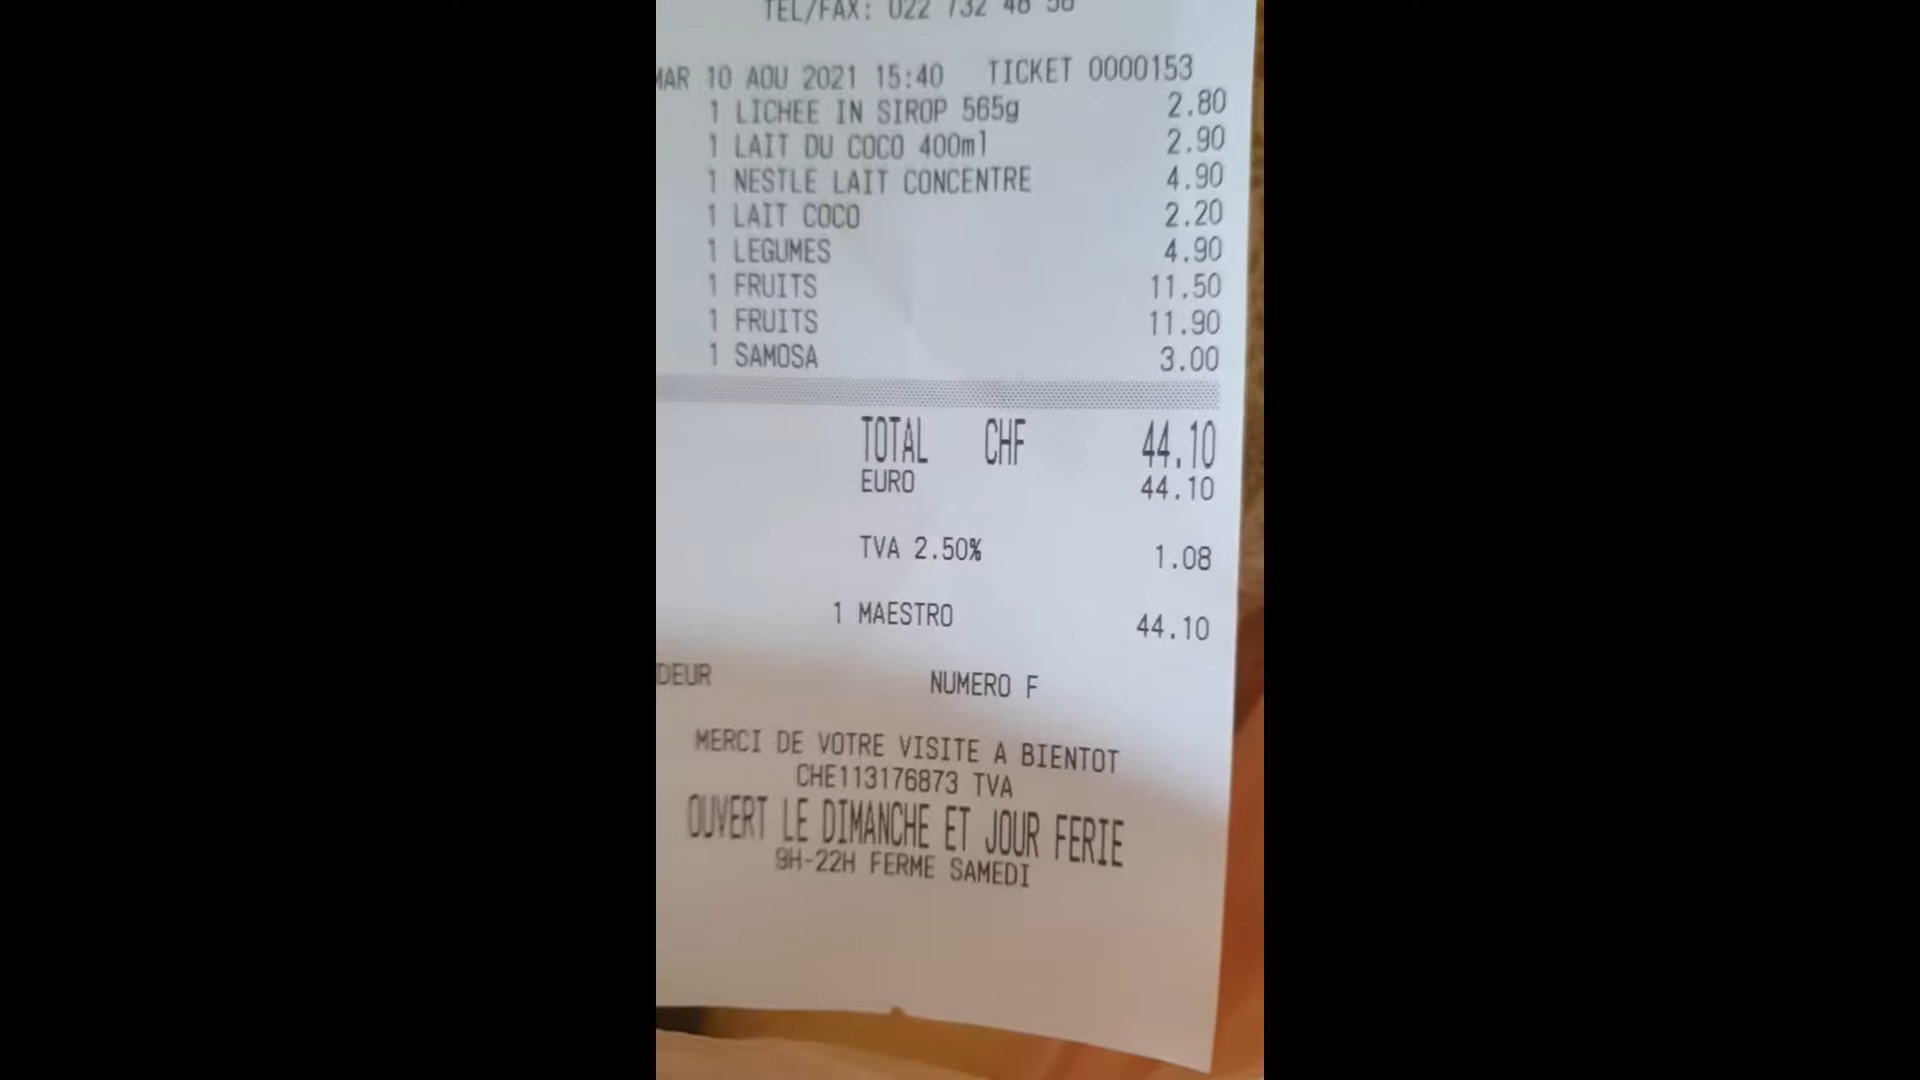 TEL/FAX: 022 732 48 58
MAR 10 AOU 2021 15:40 TICKET 0000153
1 LICHEE IN SIROP 565g 2.80
1 LAIT DU COCO 400ml 2.90
1 NESTLE LAIT CONCENTRE 4.90
1 LAIT COCO 2.20
1 LEGUMES 4.90
1 FRUITS 11.50
1 FRUITS 11.90
1 SAMOSA 3.00
TOTAL CHF 44.10
EURO 44.10
TVA 2.50% 1.08
1 MAESTRO 44.10
DEUR NUMERO F
MERCI DE VOTRE VISITE A BIENTOT
CHE113176873 TVA
OUVERT LE DIMANCHE ET JOUR FERIE
9H-22H FERME SAMEDI